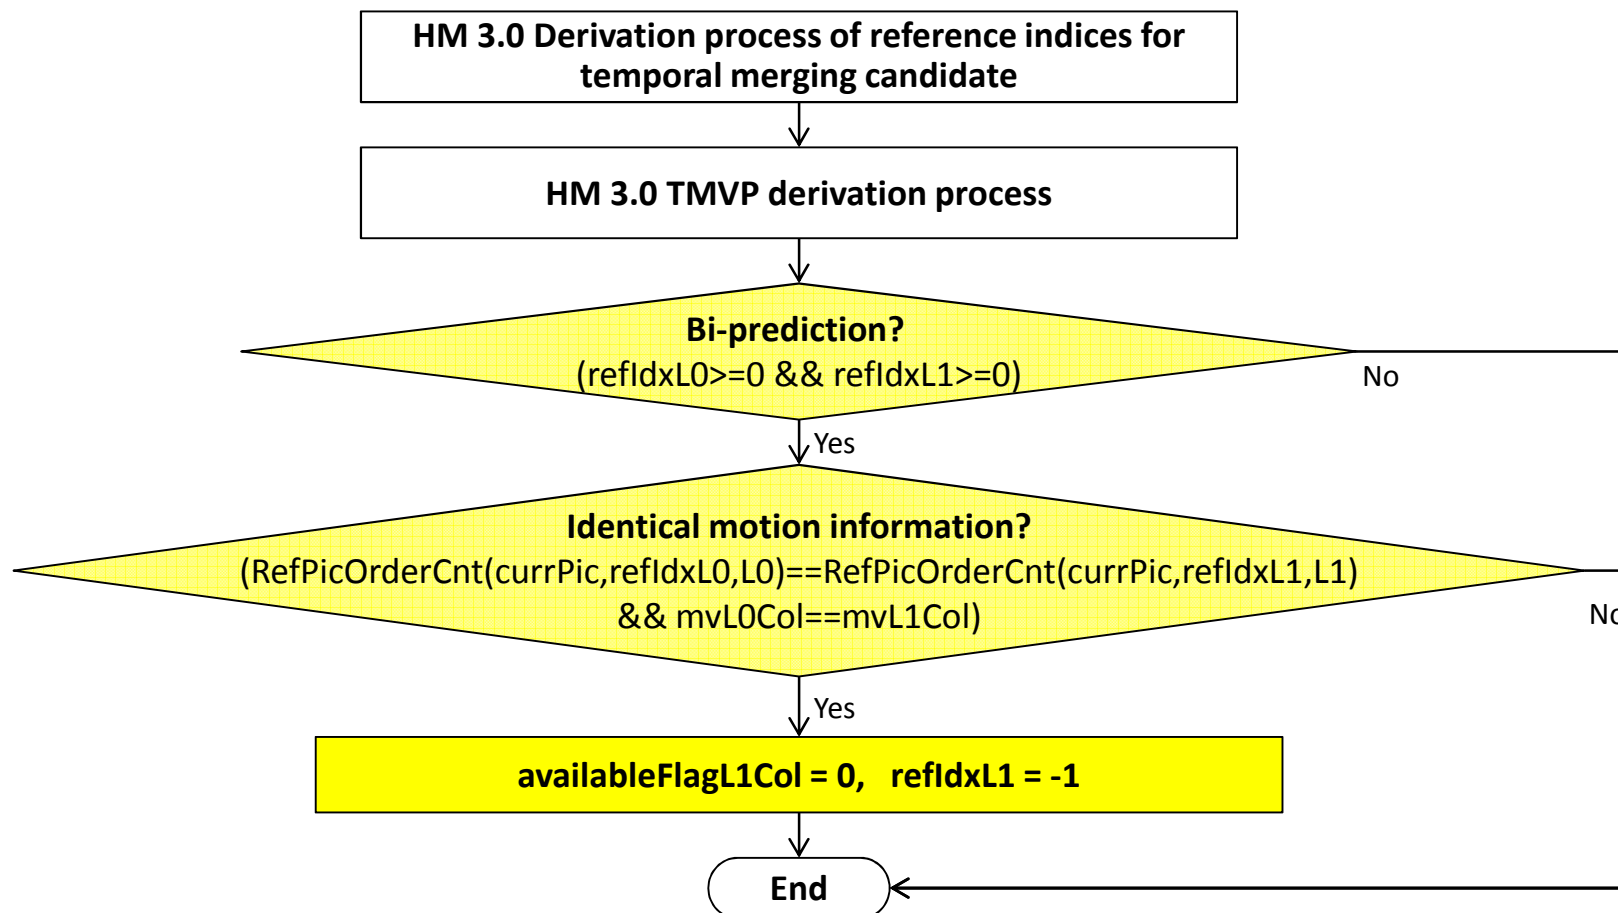 HM 3.0 Derivation process of reference indices for
temporal merging candidate
HM 3.0 TMVP derivation process
Bi-prediction?
(refIdxL0>=0 && refIdxL1>=0)
No
Yes
Identical motion information?
(RefPicOrderCnt(currPic,refIdxL0,L0)==RefPicOrderCnt(currPic,refIdxL1,L1)
&& mvL0Col==mvL1Col)
No
Yes
availableFlagL1Col = 0, refIdxL1 = -1
End